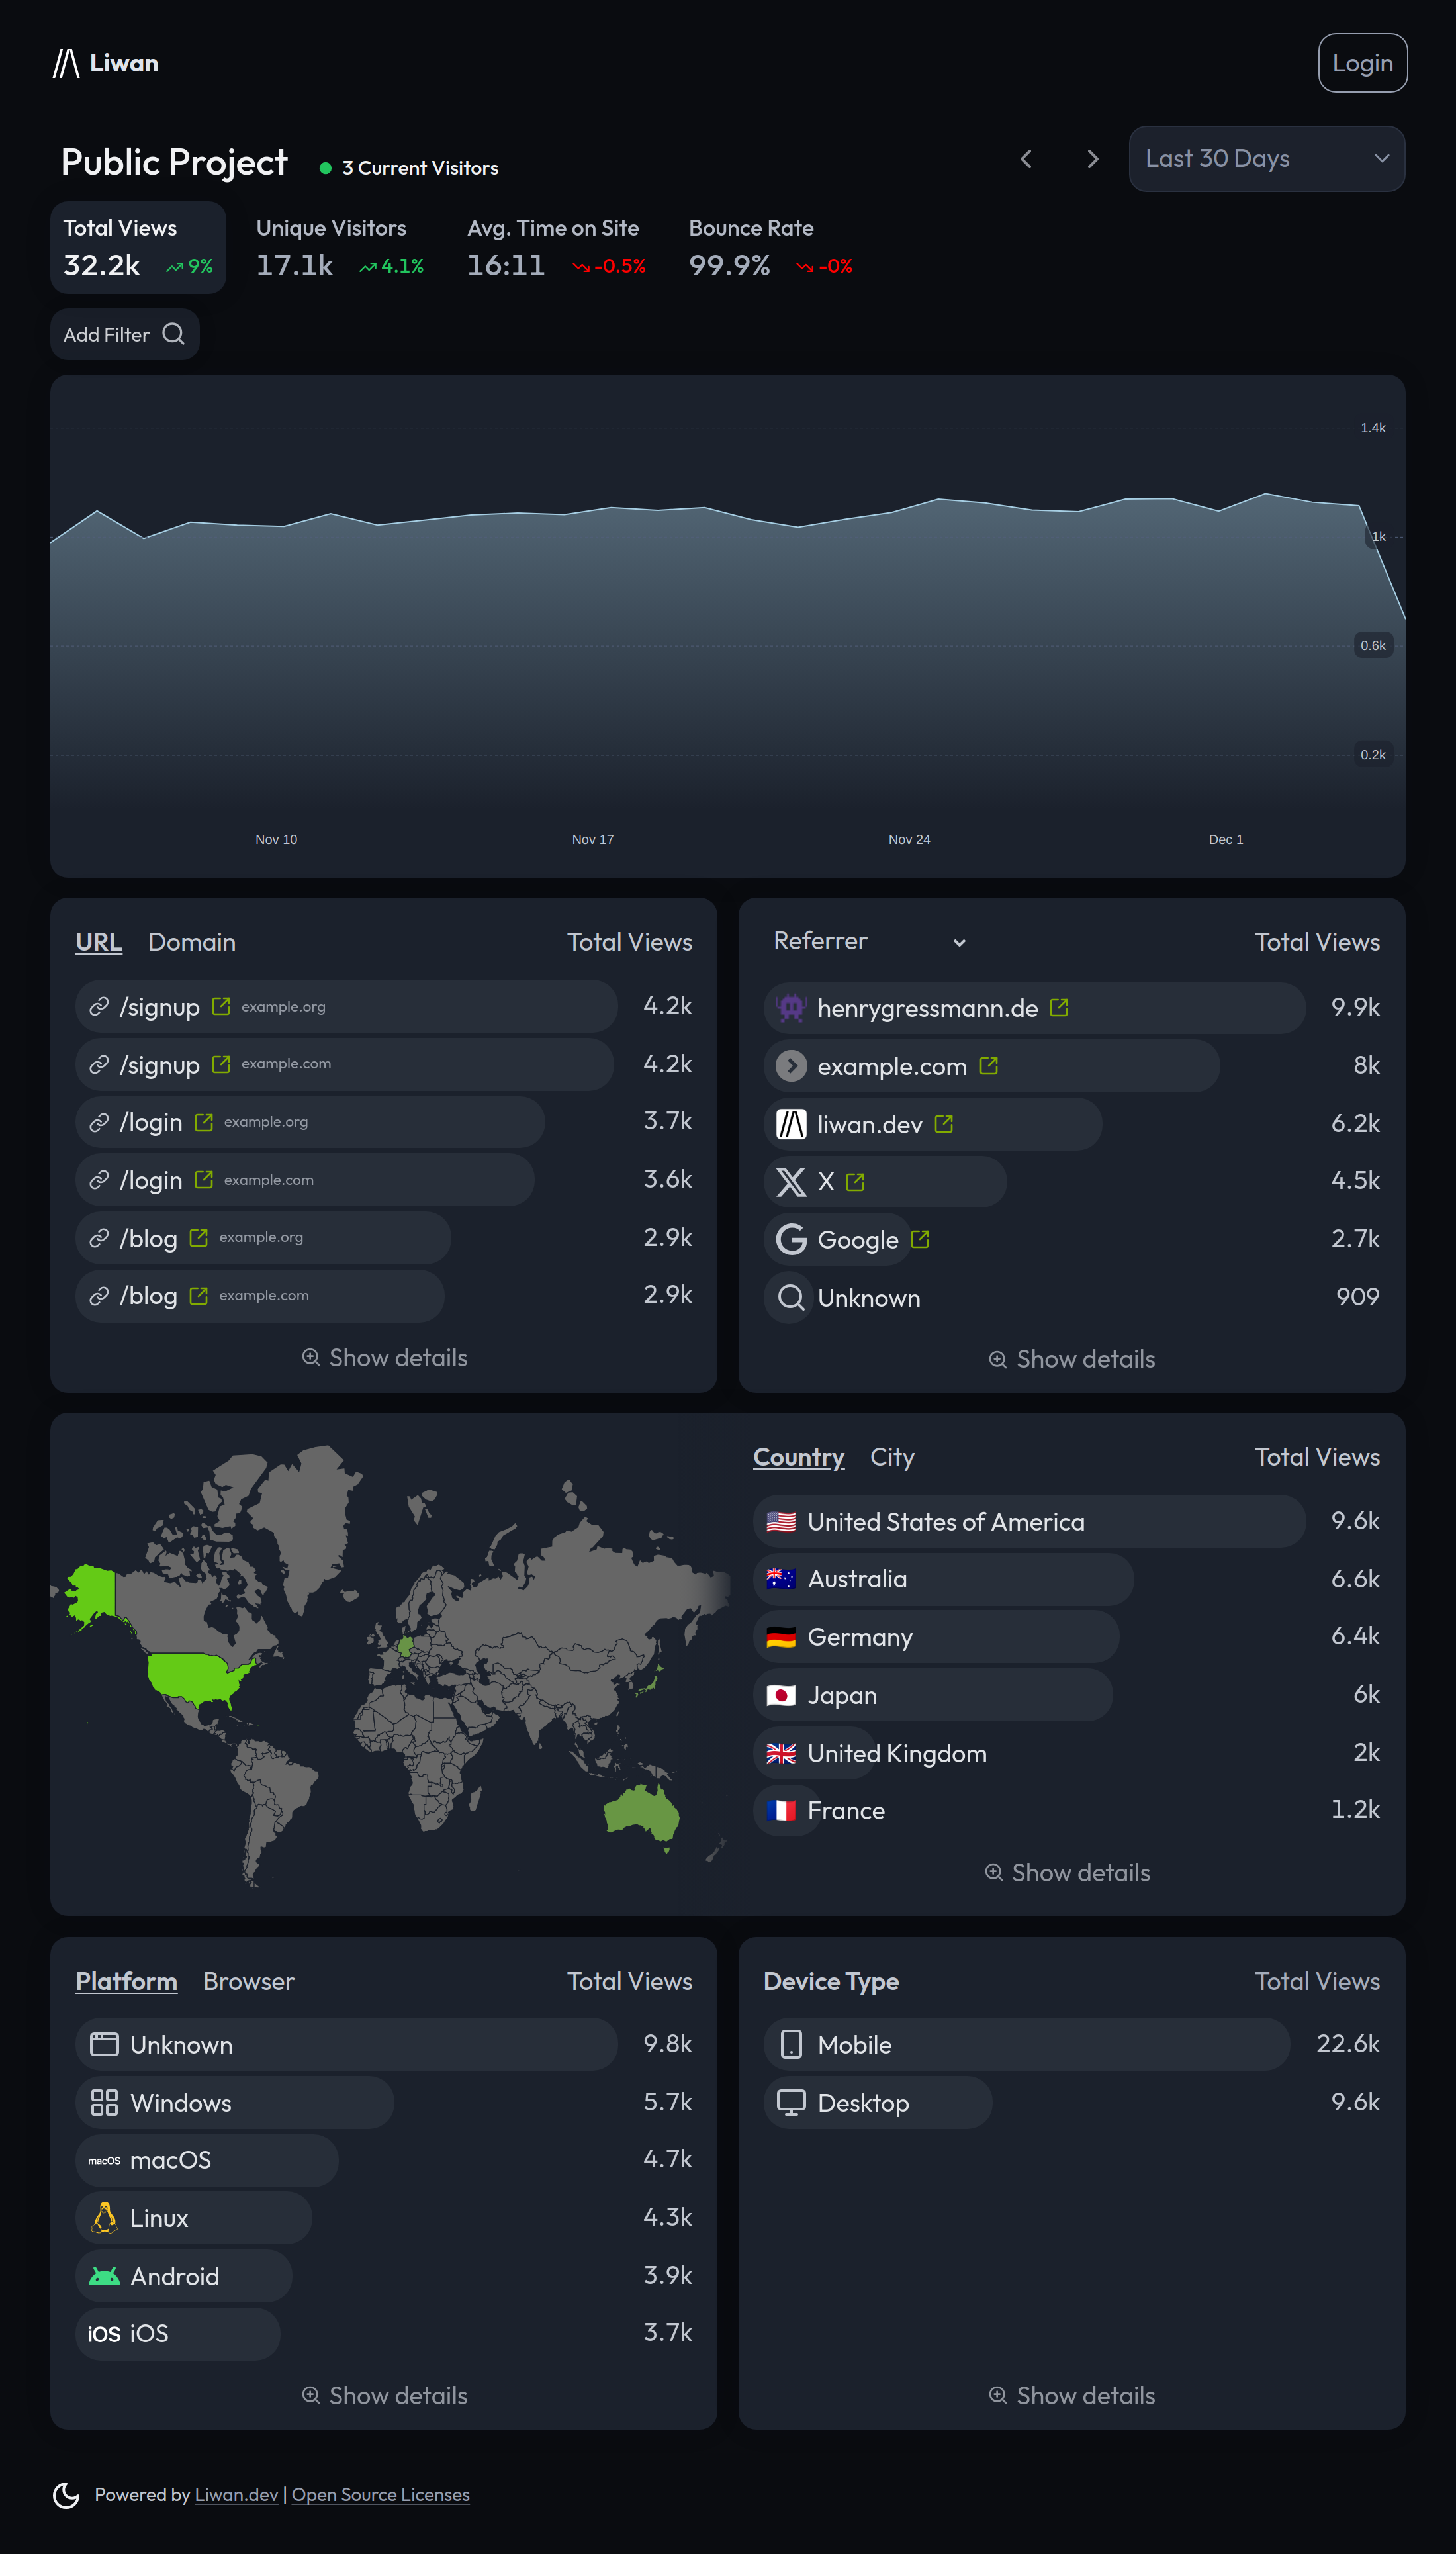 Liwan
Login
Public Project
3 Current Visitors
Last 30 Days
Total Views
32.2k 9%
Unique Visitors
17.1k 4.1%
Avg. Time on Site
16:11 -0.5%
Bounce Rate
99.9% -0%
Add Filter
1.4k
1k
0.6k
0.2k
Nov 10 Nov 17 Nov 24 Dec 1
URL Domain Total Views
/signup example.org 4.2k
/signup example.com 4.2k
/login example.org 3.7k
/login example.com 3.6k
/blog example.org 2.9k
/blog example.com 2.9k
Show details
Referrer Total Views
henrygressmann.de 9.9k
example.com 8k
liwan.dev 6.2k
X 4.5k
Google 2.7k
Unknown 909
Show details
Country City Total Views
United States of America 9.6k
Australia 6.6k
Germany 6.4k
Japan 6k
United Kingdom 2k
France 1.2k
Show details
Platform Browser Total Views
Unknown 9.8k
Windows 5.7k
macOS macOS 4.7k
Linux 4.3k
Android 3.9k
iOS iOS 3.7k
Show details
Device Type Total Views
Mobile 22.6k
Desktop 9.6k
Show details
Powered by Liwan.dev | Open Source Licenses